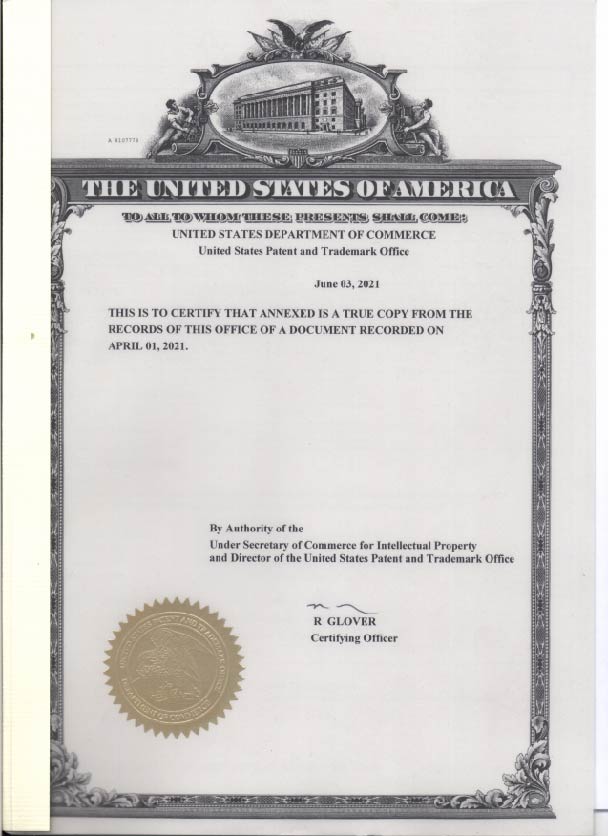 A 8107778
THE UNITED STATES OF AMERICA
TO ALL TO WHOM THESE PRESENTS SHALL COME;
UNITED STATES DEPARTMENT OF COMMERCE
United States Patent and Trademark Office
June 03, 2021
THIS IS TO CERTIFY THAT ANNEXED IS A TRUE COPY FROM THE
RECORDS OF THIS OFFICE OF A DOCUMENT RECORDED ON
APRIL 01, 2021.
By Authority of the
Under Secretary of Commerce for Intellectual Property
and Director of the United States Patent and Trademark Office
R GLOVER
Certifying Officer
UNITED STATES PATENT AND TRADEMARK OFFICE
DEPARTMENT OF COMMERCE